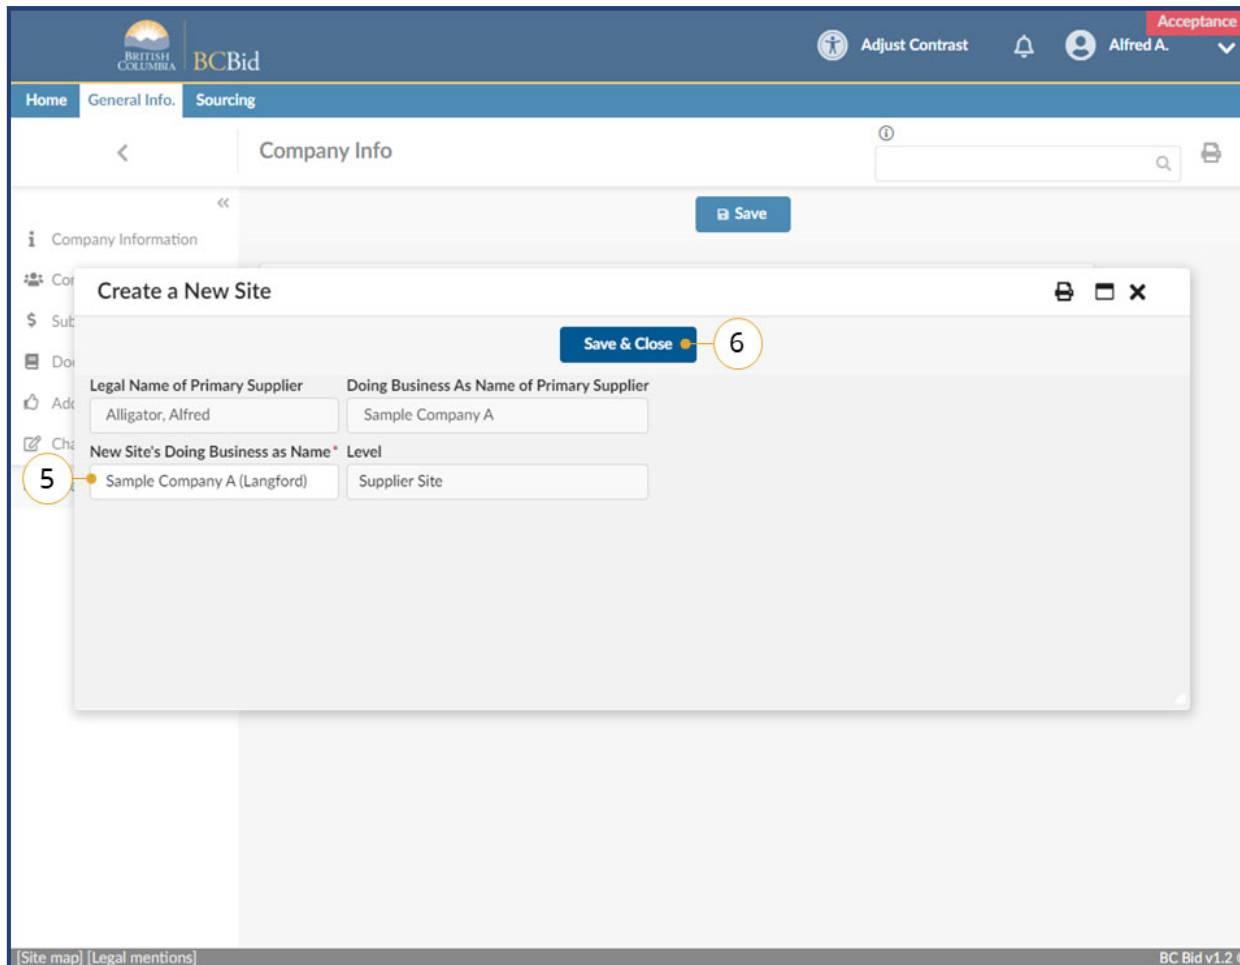 Acceptance
BRITISH COLUMBIA BCBid Adjust Contrast Alfred A.
Home General Info. Sourcing
Company Info
Save
Company Information
Create a New Site
Save & Close 6
Legal Name of Primary Supplier Doing Business As Name of Primary Supplier
Alligator, Alfred Sample Company A
New Site's Doing Business as Name* Level
5 Sample Company A (Langford) Supplier Site
[Site map] [Legal mentions] BC Bid v1.2